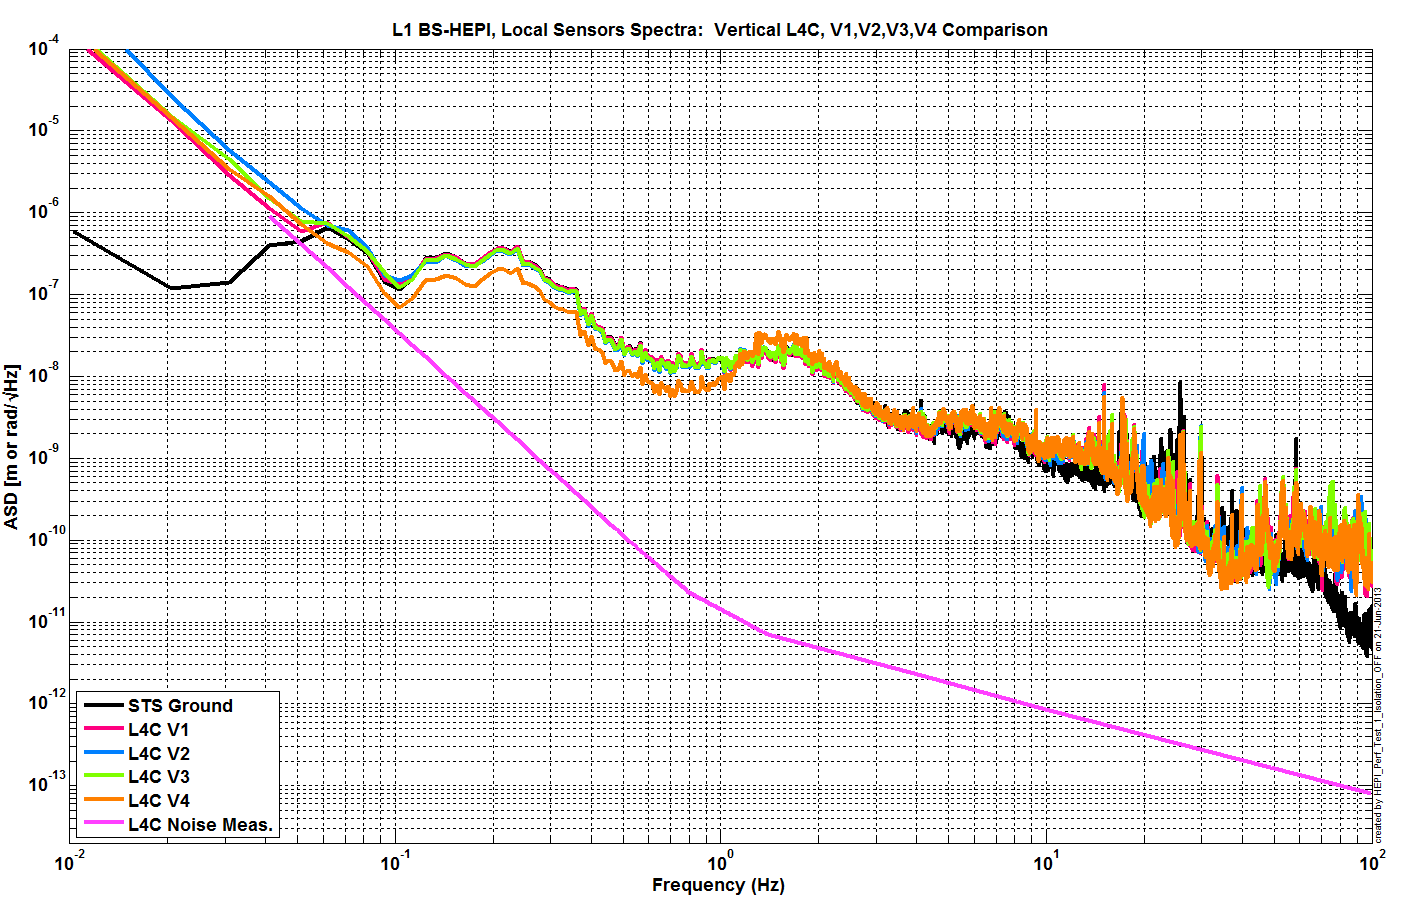 L1 BS-HEPI, Local Sensors Spectra:  Vertical L4C, V1,V2,V3,V4 Comparison
10^-4
10^-5
10^-6
10^-7
10^-8
10^-9
10^-10
10^-11
10^-12
10^-13
ASD [m or rad/√Hz]
STS Ground
L4C V1
L4C V2
L4C V3
L4C V4
L4C Noise Meas.
10^-2
10^-1
10^0
10^1
10^2
Frequency (Hz)
created by HEPI_Perf_Test_1_Isolation_OFF on 21-Jun-2013